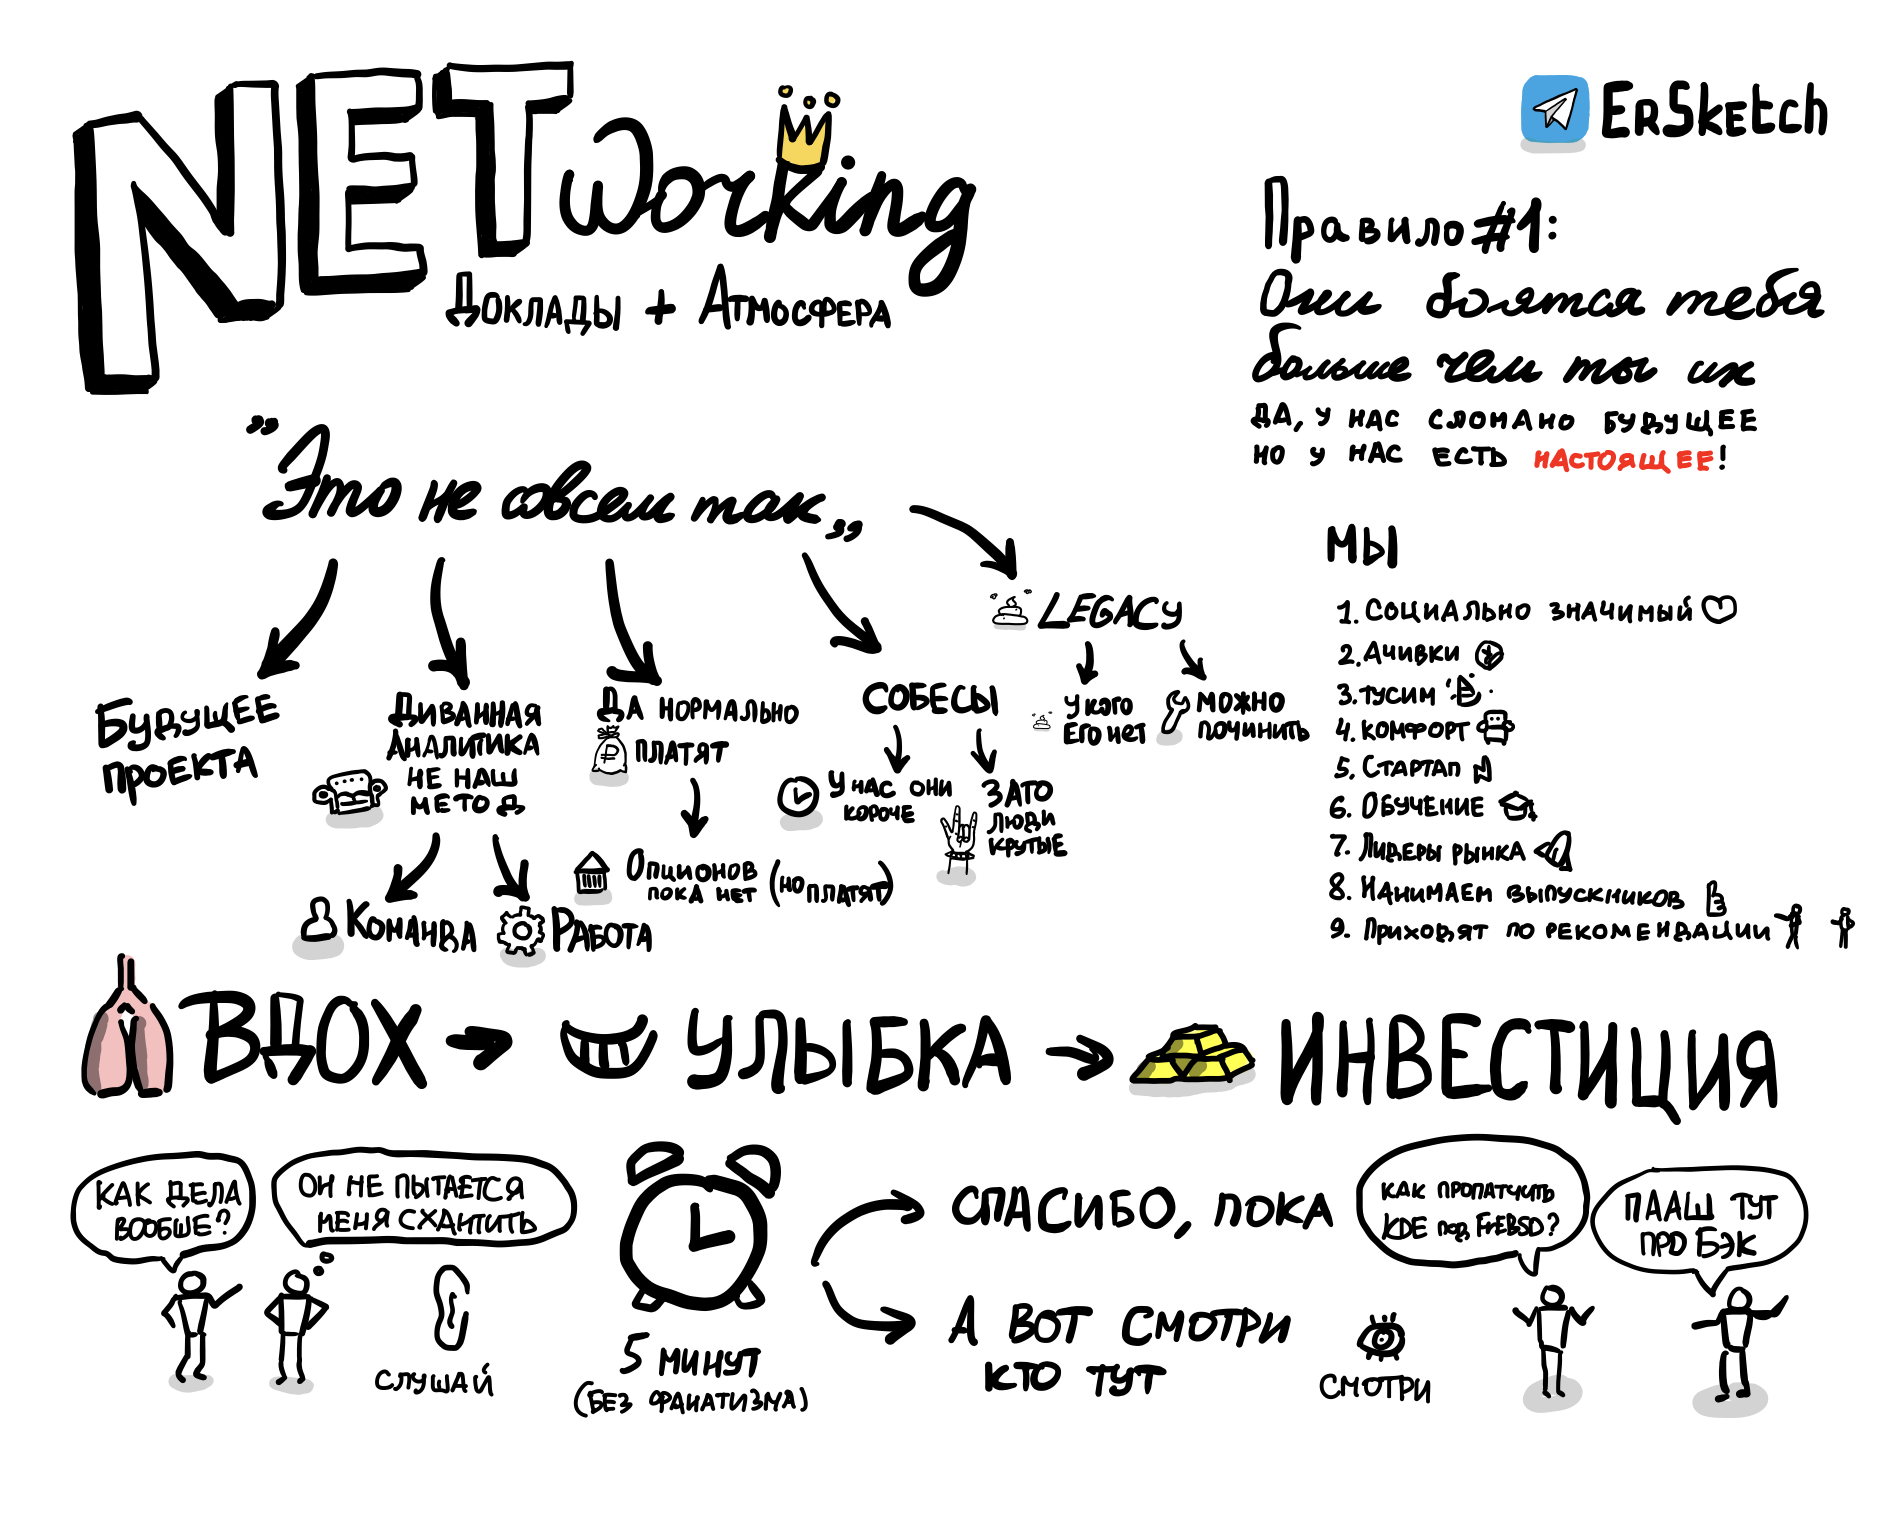 NETworking
Доклады + Атмосфера
ErSketch
Правило #1:
Они боятся тебя
больше чем ты их
Да, у нас сломано будущее
но у нас есть настоящее!
"Это не совсем так"
Будущее
проекта
Диванная
Аналитика
не наш
метод
Команда
Работа
Да нормально
платят
Опционов
пока нет
(но платят)
СОБЕСЫ
У нас они
короче
Зато
люди
крутые
LEGACY
У кого
Его нет
можно
починить
МЫ
1. Социально значимый
2. Ачивки
3. тусим
4. комфорт
5. Стартап
6. Обучение
7. Лидеры рынка
8. Нанимаем выпускников
9. Приходят по рекомендации
ВДОХ → УЛЫБКА → ИНВЕСТИЦИЯ
КАК ДЕЛА
ВООБШЕ?
ОН НЕ ПЫТАЕТСЯ
МЕНЯ СХАНТИТЬ
СЛУШАЙ
5 минут
(БЕЗ ФАНАТИЗМА)
СПАСИБО, ПОКА
А ВОТ СМОТРИ
КТО ТУТ
СМОТРИ
КАК ПРОПАТЧИТЬ
KDE под FREEBSD?
ПААШ ТУТ
ПРО БЭК